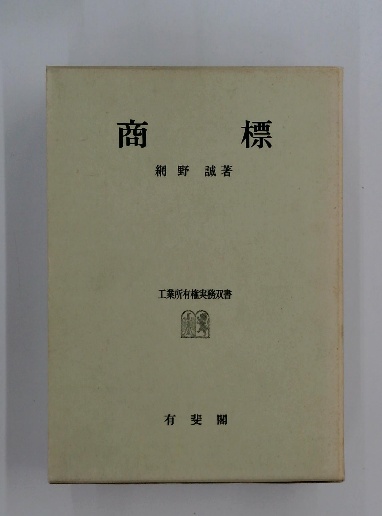 商標
網野 誠著
工業所有権実務双書
有斐閣